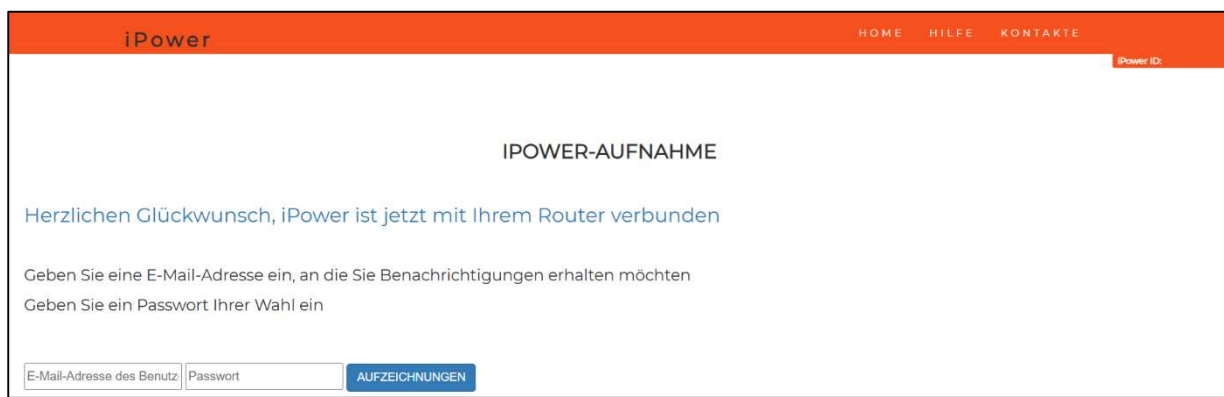 iPower
HOME HILFE KONTAKTE
IPower ID:
IPOWER-AUFNAHME
Herzlichen Glückwunsch, iPower ist jetzt mit Ihrem Router verbunden
Geben Sie eine E-Mail-Adresse ein, an die Sie Benachrichtigungen erhalten möchten
Geben Sie ein Passwort Ihrer Wahl ein
E-Mail-Adresse des Benutz Passwort AUFZEICHNUNGEN